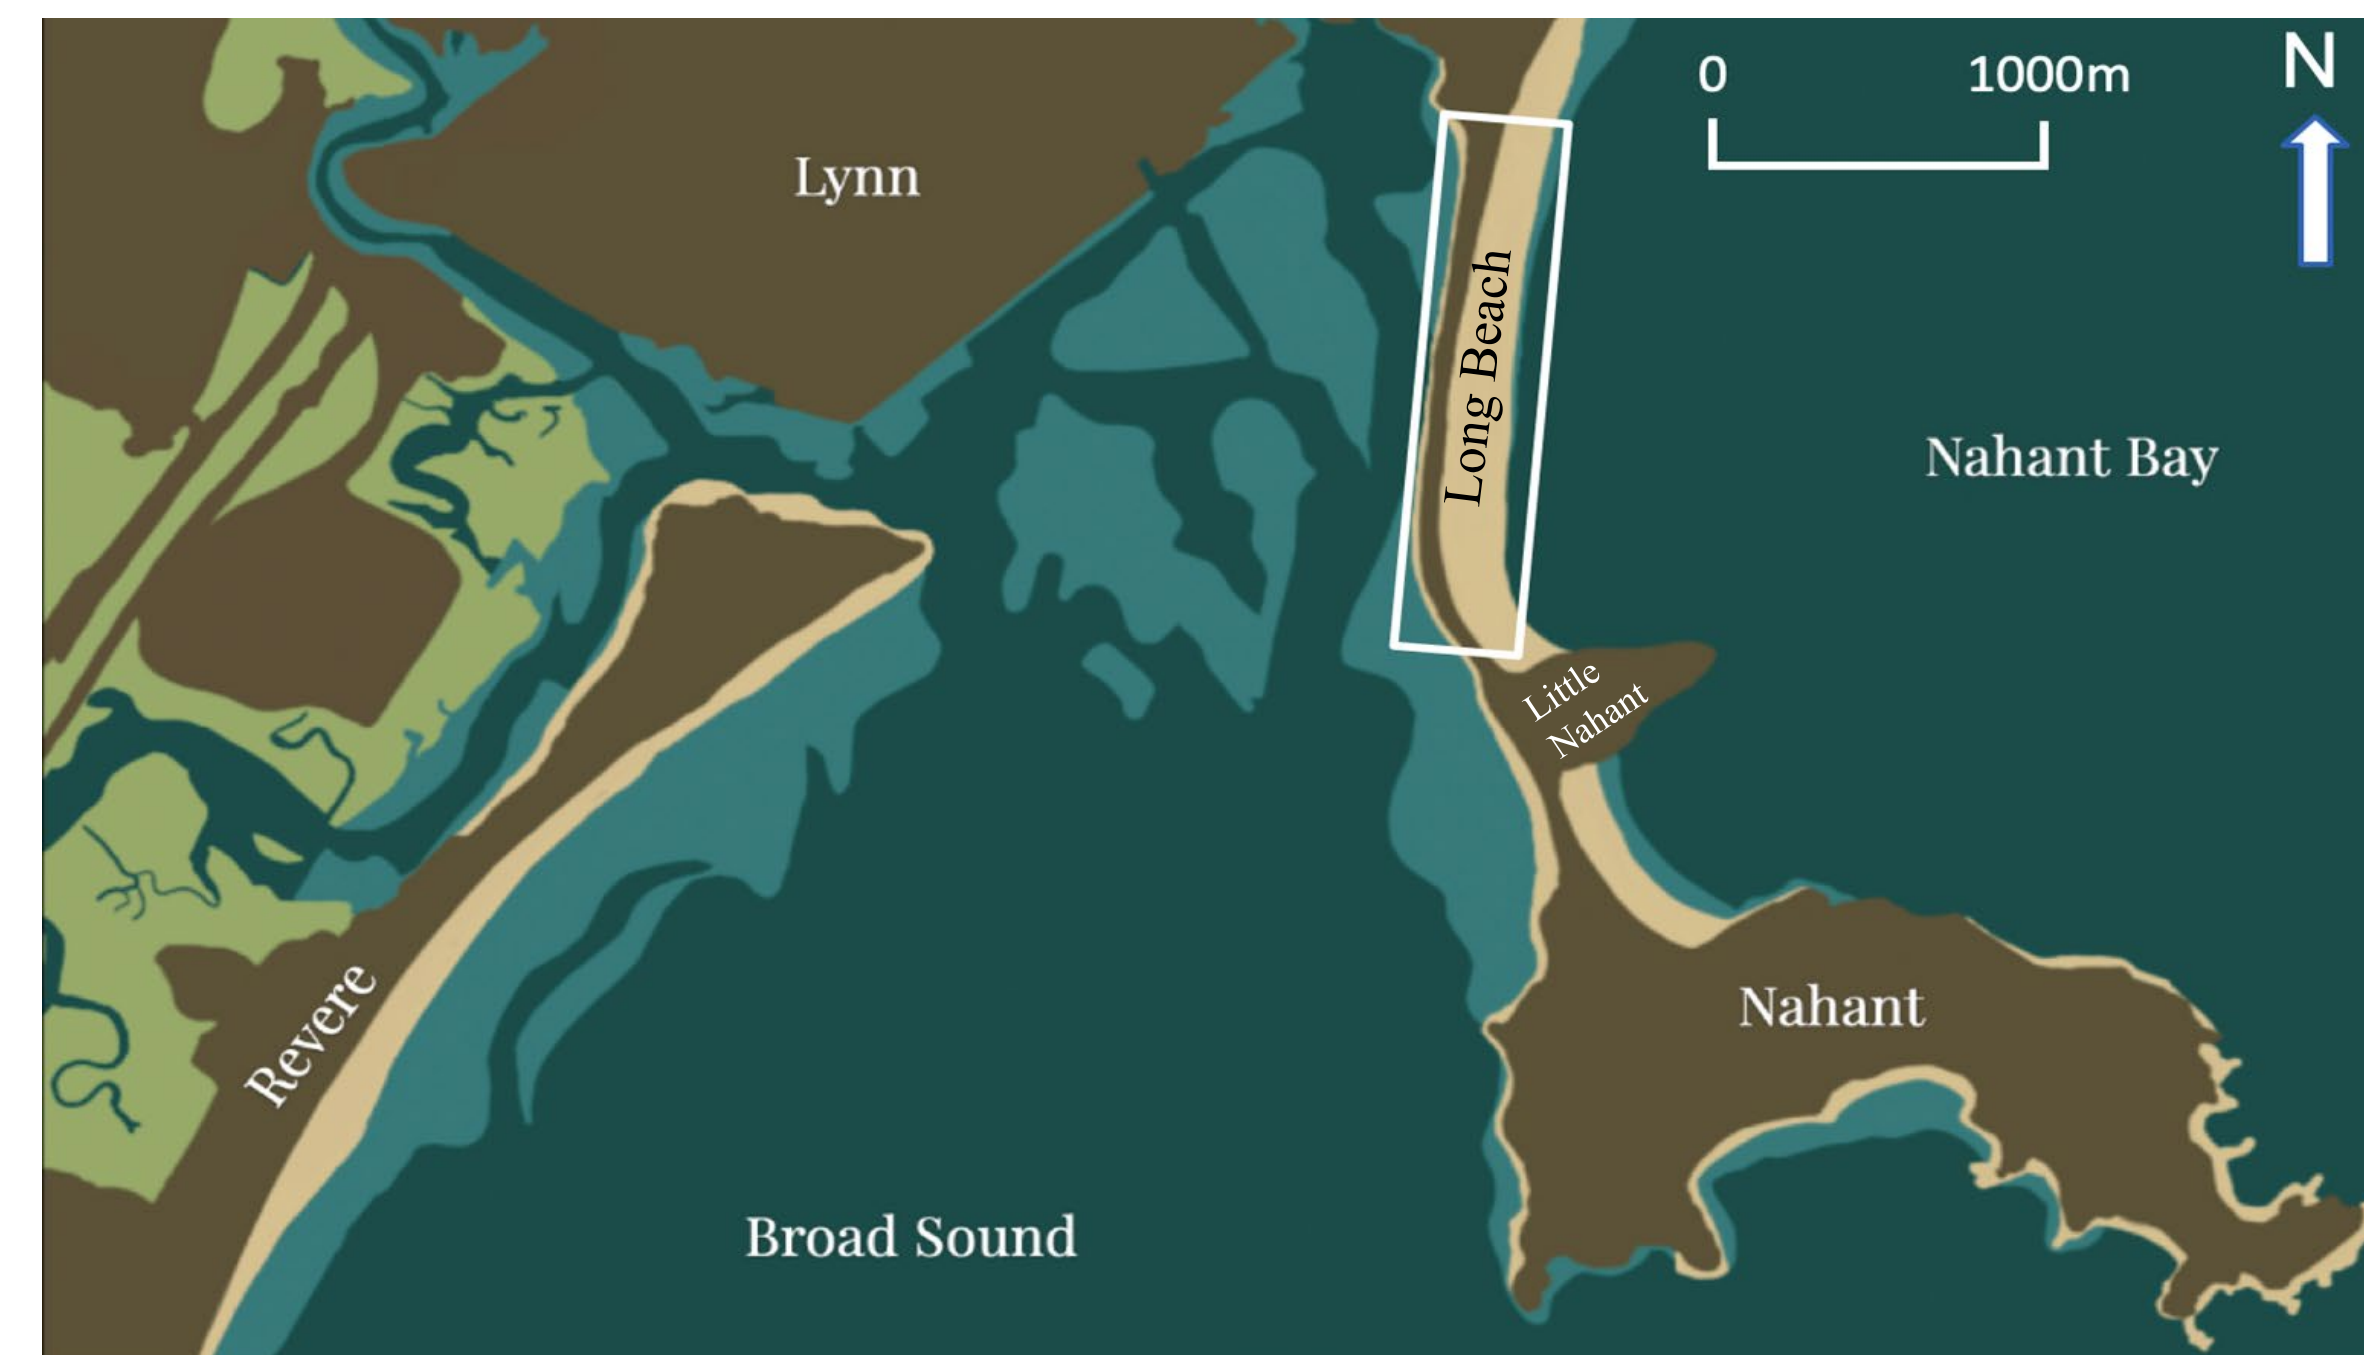 0 1000m
N
Lynn
Long Beach
Nahant Bay
Little
Nahant
Revere
Nahant
Broad Sound